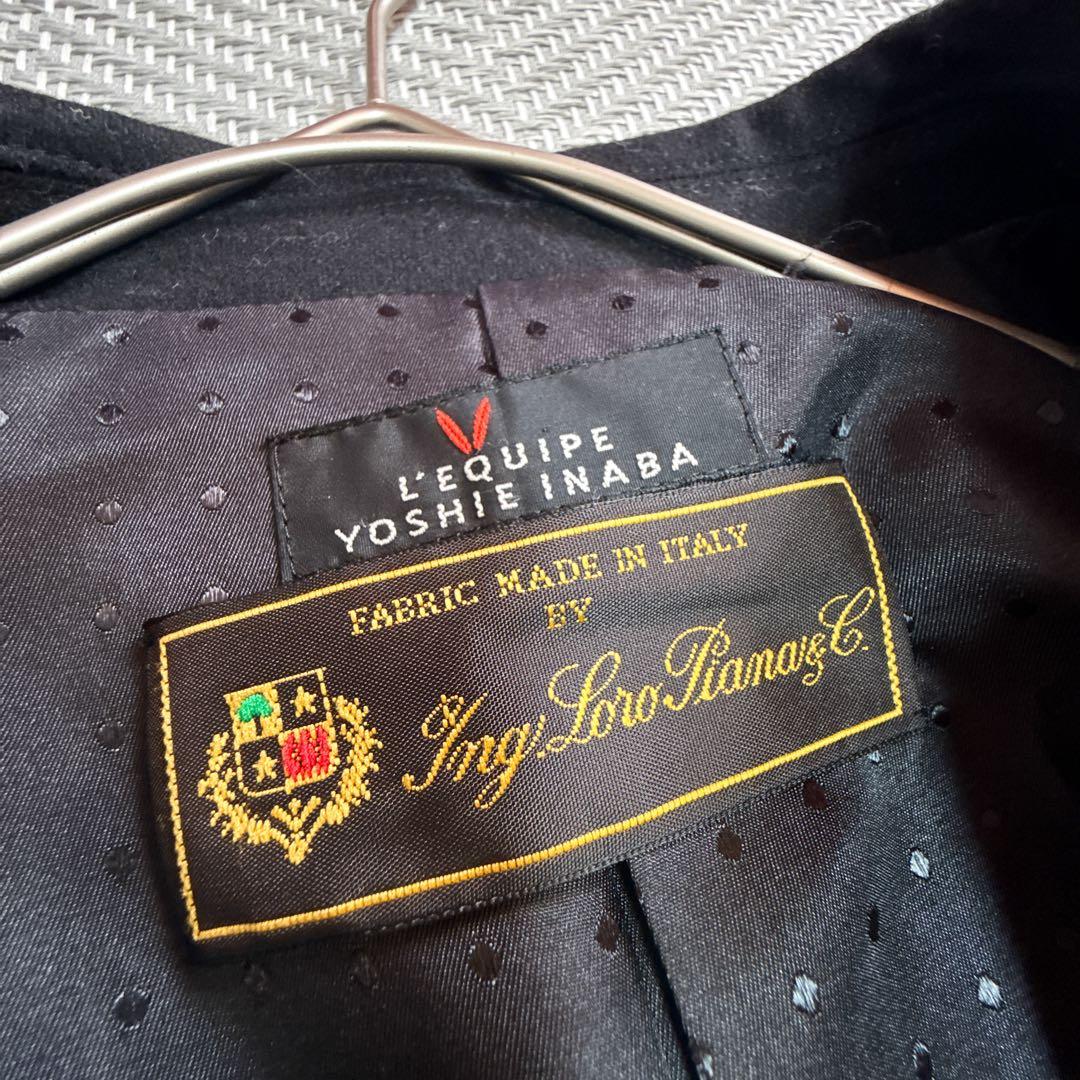 L'EQUIPE
YOSHIE INABA
FABRIC MADE IN ITALY
BY
Ing. Loro Piana & C.